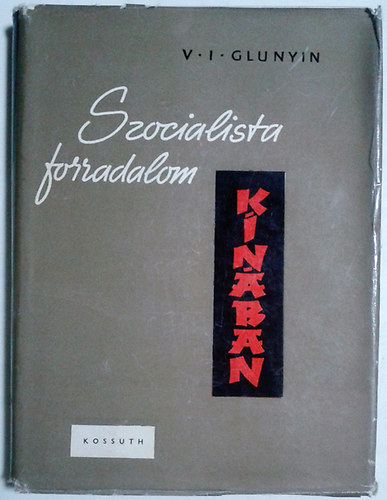 V·I·GLUNYIN
Szocialista
forradalom
KÍNÁBAN
KOSSUTH